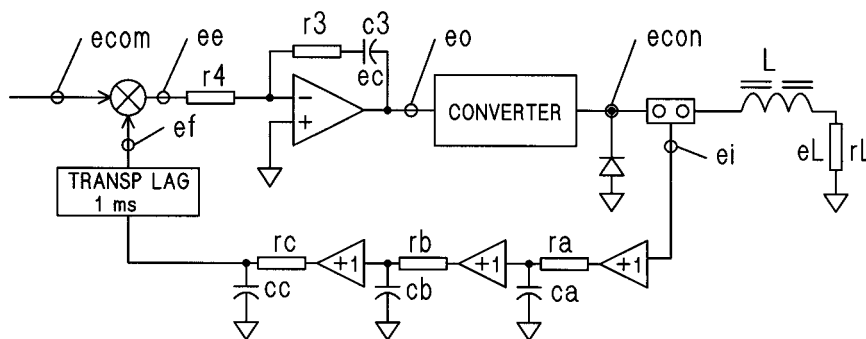 ecom
ee
r4
r3
c3
ec
−
+
eo
CONVERTER
econ
L
eL
rL
ei
ef
TRANSP LAG
1 ms
rc
cc
+1
rb
cb
+1
ra
ca
+1